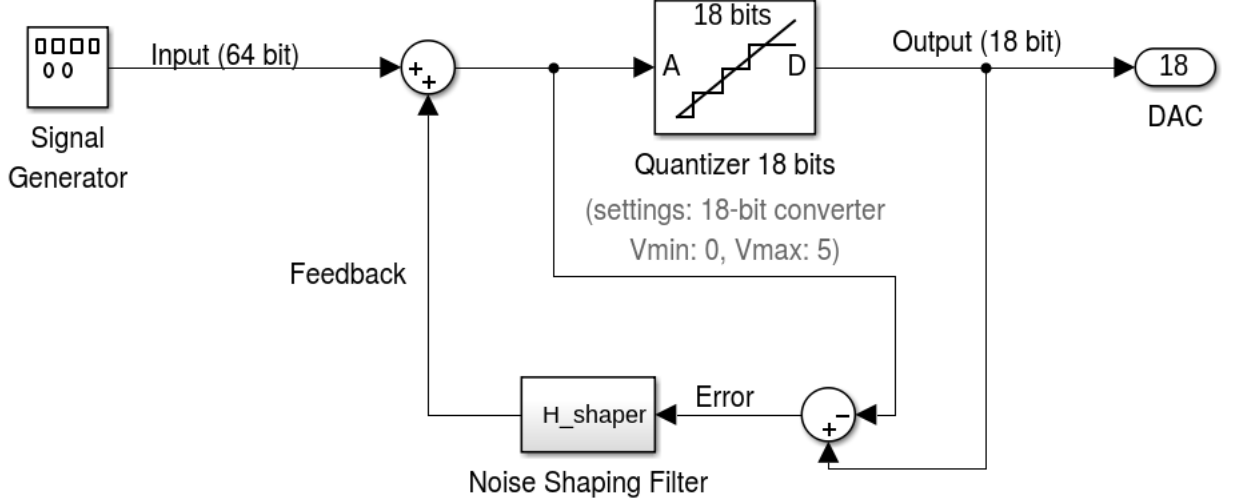 18 bits
Input (64 bit)
A
D
Output (18 bit)
18
DAC
Signal
Generator
Quantizer 18 bits
(settings: 18-bit converter
Vmin: 0, Vmax: 5)
Feedback
H_shaper
Error
Noise Shaping Filter
+
+
−
+